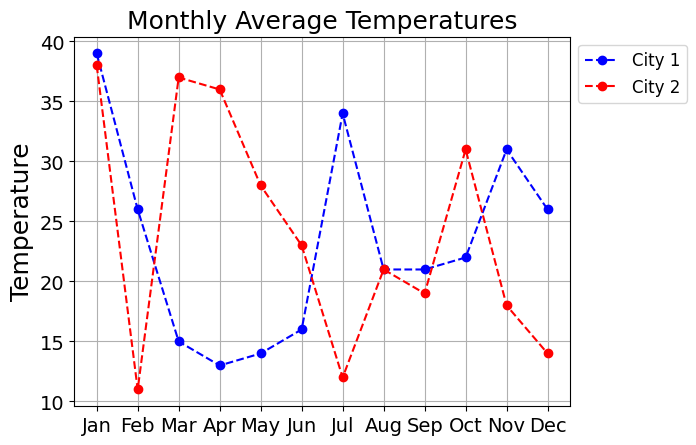 Monthly Average Temperatures
City 1
City 2
Temperature
40
35
30
25
20
15
10
Jan Feb Mar Apr May Jun Jul Aug Sep Oct Nov Dec